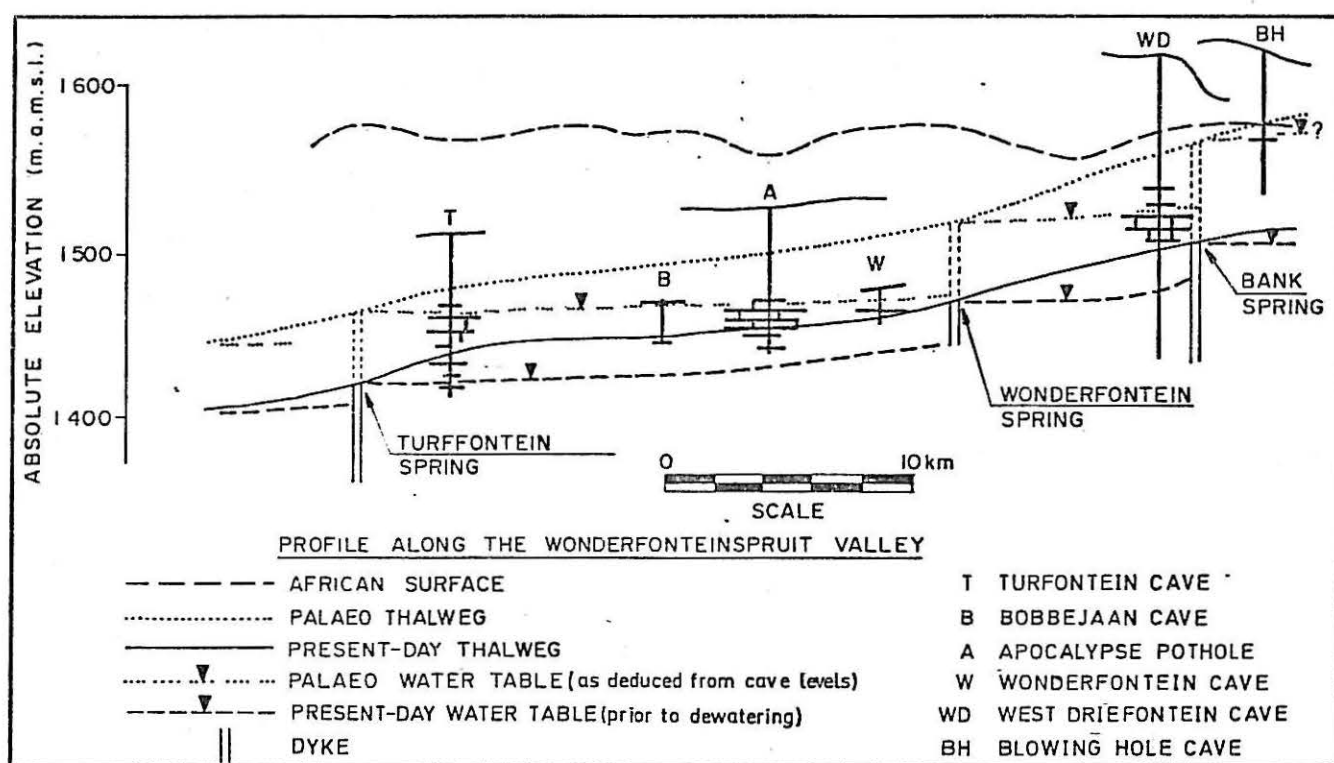 ABSOLUTE ELEVATION (m.a.m.s.l.)
1600
1500
1400
WD
BH
?
A
T
B
W
BANK
SPRING
WONDERFONTEIN
SPRING
TURFFONTEIN
SPRING
0 10 km
SCALE
PROFILE ALONG THE WONDERFONTEINSPRUIT VALLEY
AFRICAN SURFACE
PALAEO THALWEG
PRESENT-DAY THALWEG
PALAEO WATER TABLE (as deduced from cave levels)
PRESENT-DAY WATER TABLE (prior to dewatering)
DYKE
T TURFONTEIN CAVE
B BOBBEJAAN CAVE
A APOCALYPSE POTHOLE
W WONDERFONTEIN CAVE
WD WEST DRIEFONTEIN CAVE
BH BLOWING HOLE CAVE